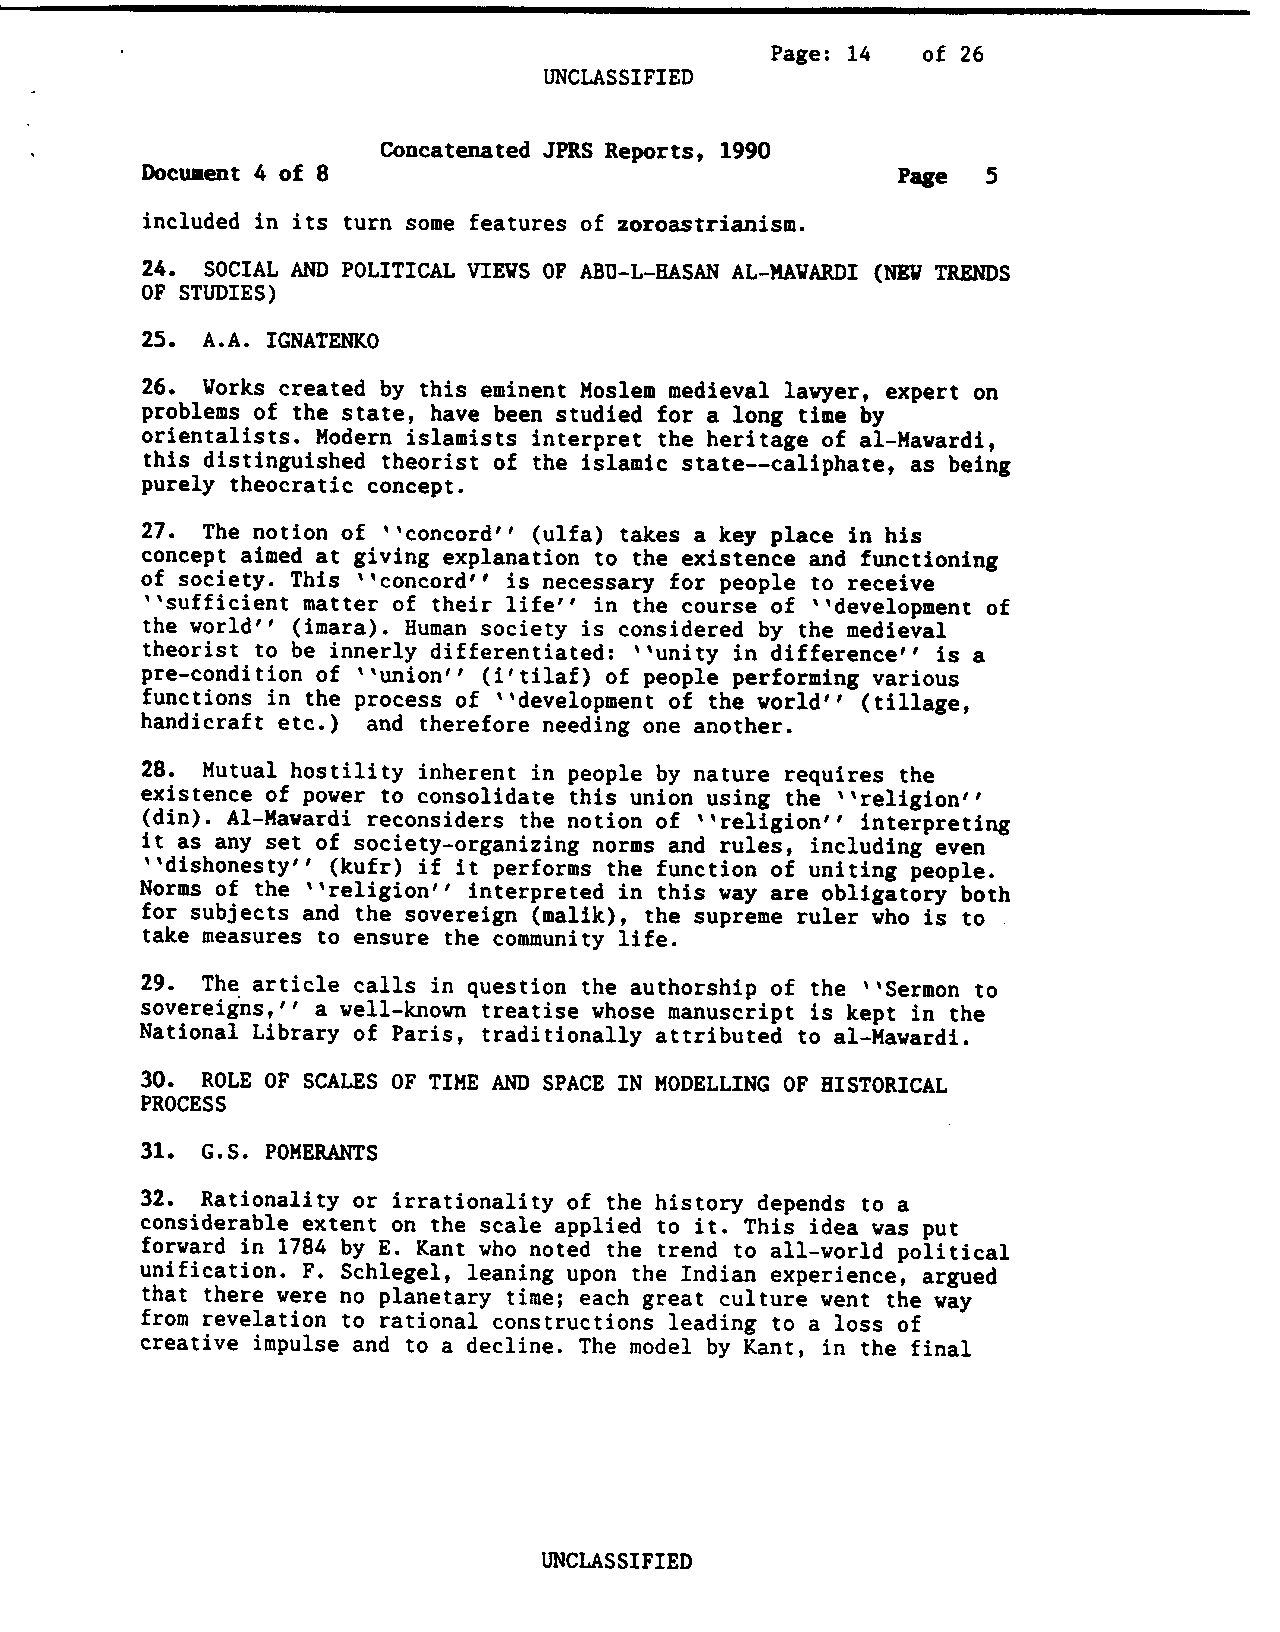 Page: 14 of 26
UNCLASSIFIED
Concatenated JPRS Reports, 1990
Document 4 of 8 Page 5
included in its turn some features of zoroastrianism.
24. SOCIAL AND POLITICAL VIEWS OF ABU-L-HASAN AL-MAWARDI (NEW TRENDS
OF STUDIES)
25. A.A. IGNATENKO
26. Works created by this eminent Moslem medieval lawyer, expert on
problems of the state, have been studied for a long time by
orientalists. Modern islamists interpret the heritage of al-Mawardi,
this distinguished theorist of the islamic state--caliphate, as being
purely theocratic concept.
27. The notion of ``concord'' (ulfa) takes a key place in his
concept aimed at giving explanation to the existence and functioning
of society. This ``concord'' is necessary for people to receive
``sufficient matter of their life'' in the course of ``development of
the world'' (imara). Human society is considered by the medieval
theorist to be innerly differentiated: ``unity in difference'' is a
pre-condition of ``union'' (i'tilaf) of people performing various
functions in the process of ``development of the world'' (tillage,
handicraft etc.) and therefore needing one another.
28. Mutual hostility inherent in people by nature requires the
existence of power to consolidate this union using the ``religion''
(din). Al-Mawardi reconsiders the notion of ``religion'' interpreting
it as any set of society-organizing norms and rules, including even
``dishonesty'' (kufr) if it performs the function of uniting people.
Norms of the ``religion'' interpreted in this way are obligatory both
for subjects and the sovereign (malik), the supreme ruler who is to
take measures to ensure the community life.
29. The article calls in question the authorship of the ``Sermon to
sovereigns,'' a well-known treatise whose manuscript is kept in the
National Library of Paris, traditionally attributed to al-Mawardi.
30. ROLE OF SCALES OF TIME AND SPACE IN MODELLING OF HISTORICAL
PROCESS
31. G.S. POMERANTS
32. Rationality or irrationality of the history depends to a
considerable extent on the scale applied to it. This idea was put
forward in 1784 by E. Kant who noted the trend to all-world political
unification. F. Schlegel, leaning upon the Indian experience, argued
that there were no planetary time; each great culture went the way
from revelation to rational constructions leading to a loss of
creative impulse and to a decline. The model by Kant, in the final
UNCLASSIFIED